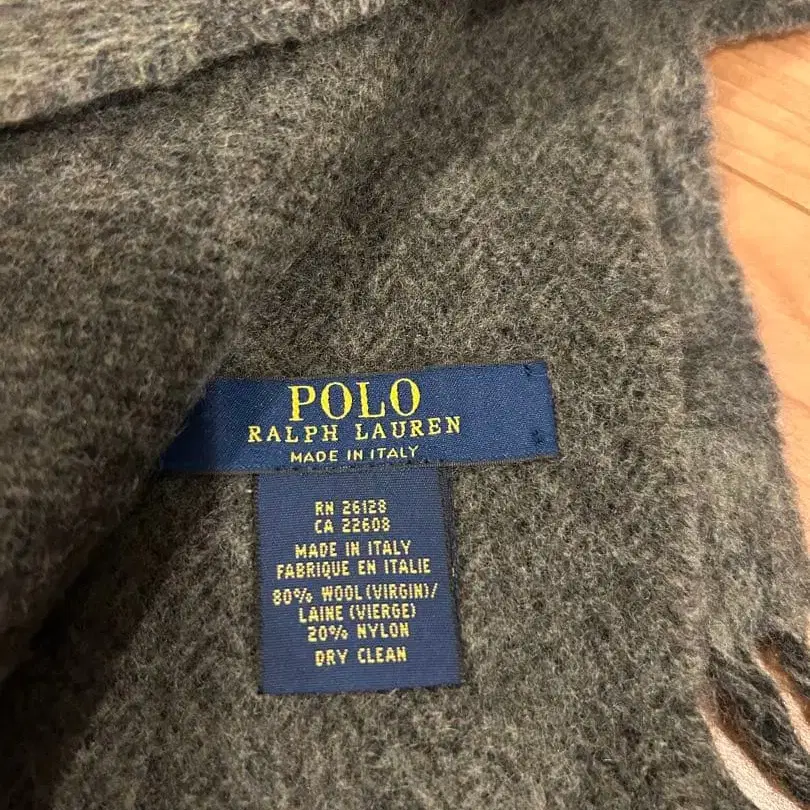 POLO
RALPH LAUREN
MADE IN ITALY
RN 26128
CA 22608
MADE IN ITALY
FABRIQUE EN ITALIE
80% WOOL (VIRGIN)/
LAINE (VIERGE)
20% NYLON
DRY CLEAN